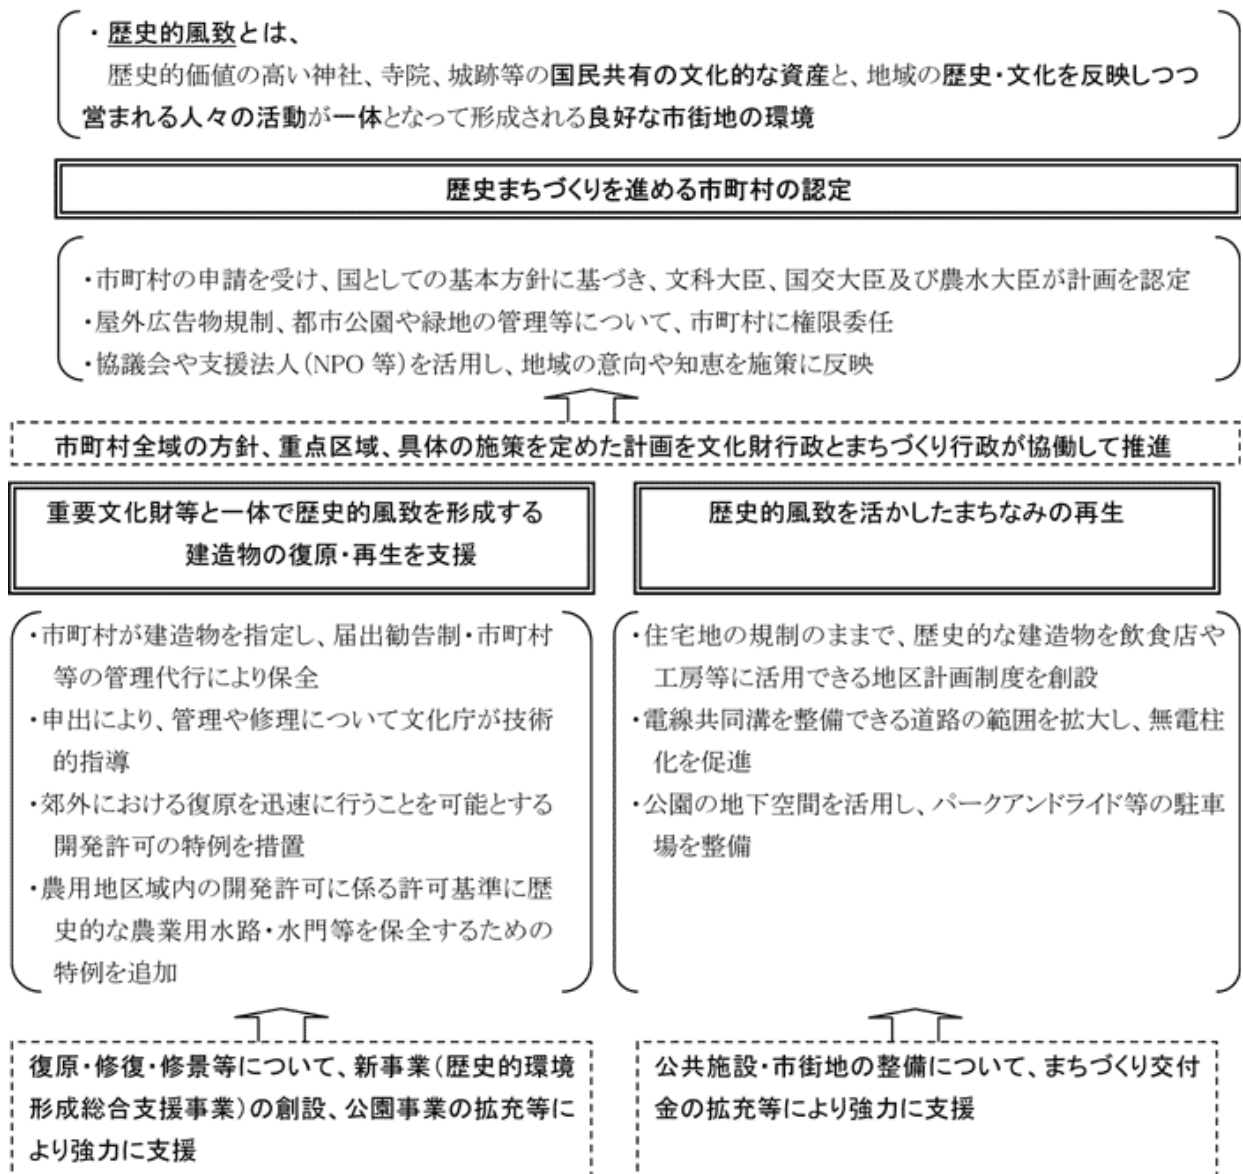 ・歴史的風致とは、
歴史的価値の高い神社、寺院、城跡等の国民共有の文化的な資産と、地域の歴史・文化を反映しつつ
営まれる人々の活動が一体となって形成される良好な市街地の環境
歴史まちづくりを進める市町村の認定
・市町村の申請を受け、国としての基本方針に基づき、文科大臣、国交大臣及び農水大臣が計画を認定
・屋外広告物規制、都市公園や緑地の管理等について、市町村に権限委任
・協議会や支援法人(NPO 等)を活用し、地域の意向や知恵を施策に反映
市町村全域の方針、重点区域、具体の施策を定めた計画を文化財行政とまちづくり行政が協働して推進
重要文化財等と一体で歴史的風致を形成する
建造物の復原・再生を支援
・市町村が建造物を指定し、届出勧告制・市町村
等の管理代行により保全
・申出により、管理や修理について文化庁が技術
的指導
・郊外における復原を迅速に行うことを可能とする
開発許可の特例を措置
・農用地区域内の開発許可に係る許可基準に歴
史的な農業用水路・水門等を保全するための
特例を追加
復原・修復・修景等について、新事業(歴史的環境
形成総合支援事業)の創設、公園事業の拡充等に
より強力に支援
歴史的風致を活かしたまちなみの再生
・住宅地の規制のままで、歴史的な建造物を飲食店や
工房等に活用できる地区計画制度を創設
・電線共同溝を整備できる道路の範囲を拡大し、無電柱
化を促進
・公園の地下空間を活用し、パークアンドライド等の駐車
場を整備
公共施設・市街地の整備について、まちづくり交付
金の拡充等により強力に支援